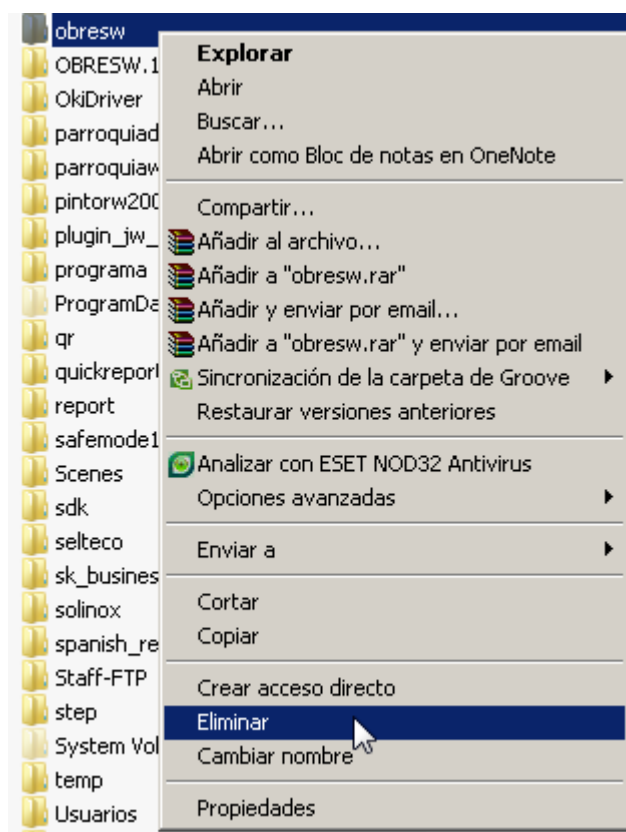 obresw
OBRESW.1
OkiDriver
parroquiad
parroquiaw
pintorw200
plugin_jw_
programa
ProgramDa
qr
quickreport
report
safemode1
Scenes
sdk
selteco
sk_busines
solinox
spanish_re
Staff-FTP
step
System Vol
temp
Usuarios
Explorar
Abrir
Buscar...
Abrir como Bloc de notas en OneNote
Compartir...
Añadir al archivo...
Añadir a "obresw.rar"
Añadir y enviar por email...
Añadir a "obresw.rar" y enviar por email
Sincronización de la carpeta de Groove
Restaurar versiones anteriores
Analizar con ESET NOD32 Antivirus
Opciones avanzadas
Enviar a
Cortar
Copiar
Crear acceso directo
Eliminar
Cambiar nombre
Propiedades